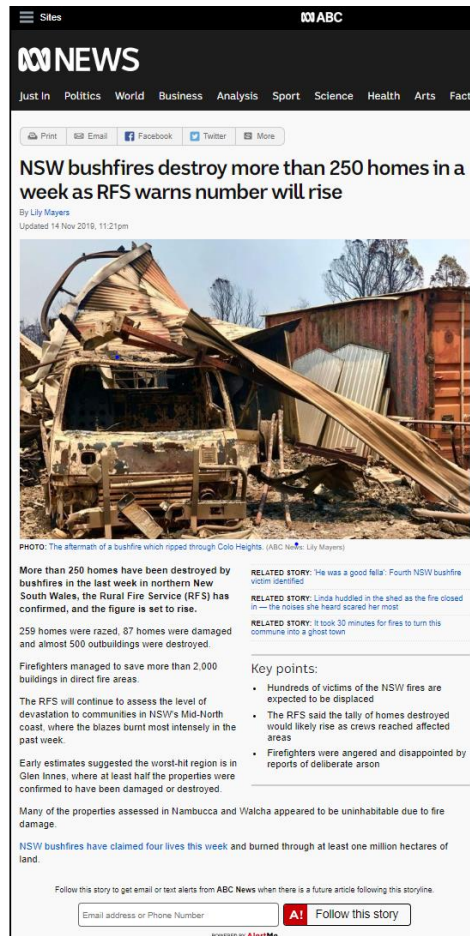 Sites
ABC
NEWS
Just In Politics World Business Analysis Sport Science Health Arts Fact
Print Email Facebook Twitter More
NSW bushfires destroy more than 250 homes in a
week as RFS warns number will rise
By Lily Mayers
Updated 14 Nov 2019, 11:21pm
PHOTO: The aftermath of a bushfire which ripped through Colo Heights. (ABC News: Lily Mayers)
More than 250 homes have been destroyed by
bushfires in the last week in northern New
South Wales, the Rural Fire Service (RFS) has
confirmed, and the figure is set to rise.
259 homes were razed, 87 homes were damaged
and almost 500 outbuildings were destroyed.
Firefighters managed to save more than 2,000
buildings in direct fire areas.
The RFS will continue to assess the level of
devastation to communities in NSW's Mid-North
coast, where the blazes burnt most intensely in the
past week.
Early estimates suggested the worst-hit region is in
Glen Innes, where at least half the properties were
confirmed to have been damaged or destroyed.
RELATED STORY: 'He was a good fella': Fourth NSW bushfire
victim identified
RELATED STORY: Linda huddled in the shed as the fire closed
in — the noises she heard scared her most
RELATED STORY: It took 30 minutes for fires to turn this
commune into a ghost town
Key points:
• Hundreds of victims of the NSW fires are
expected to be displaced
• The RFS said the tally of homes destroyed
would likely rise as crews reached affected
areas
• Firefighters were angered and disappointed by
reports of deliberate arson
Many of the properties assessed in Nambucca and Walcha appeared to be uninhabitable due to fire
damage.
NSW bushfires have claimed four lives this week and burned through at least one million hectares of
land.
Follow this story to get email or text alerts from ABC News when there is a future article following this storyline.
Email address or Phone Number
A! Follow this story
POWERED BY AlertMe